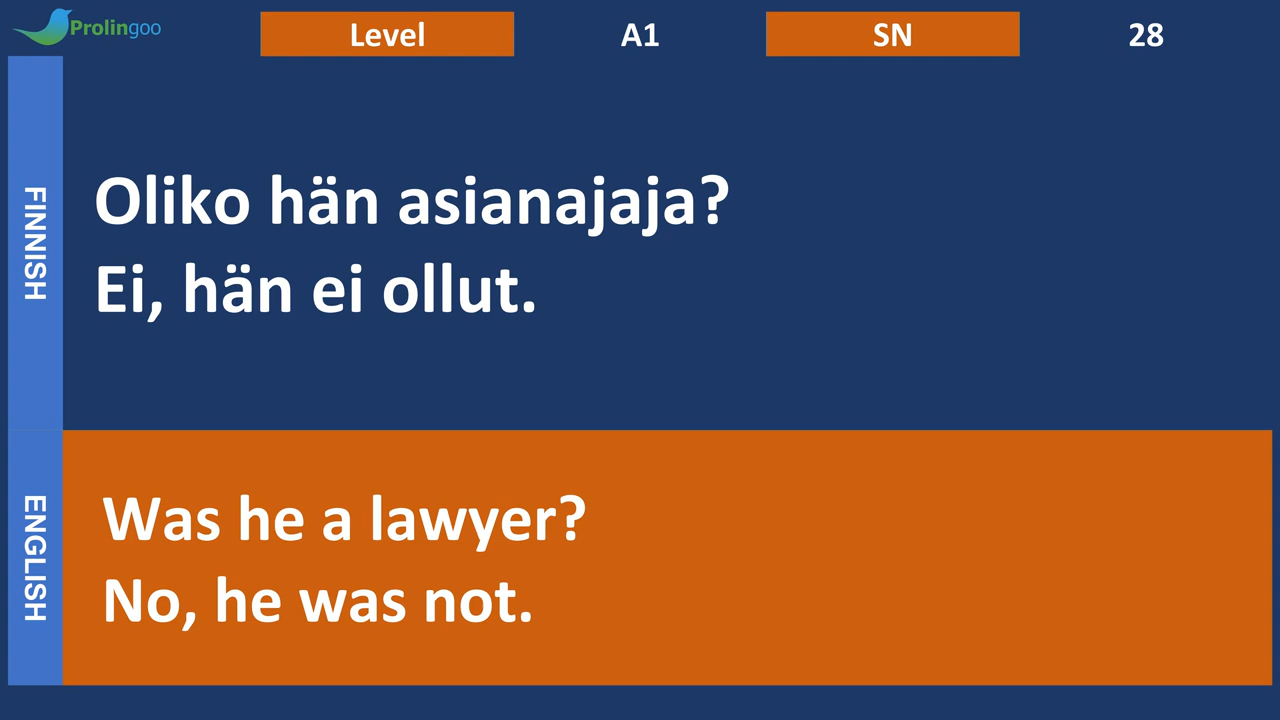 Prolingoo
Level
A1
SN
28
FINNISH
Oliko hän asianajaja?
Ei, hän ei ollut.
ENGLISH
Was he a lawyer?
No, he was not.